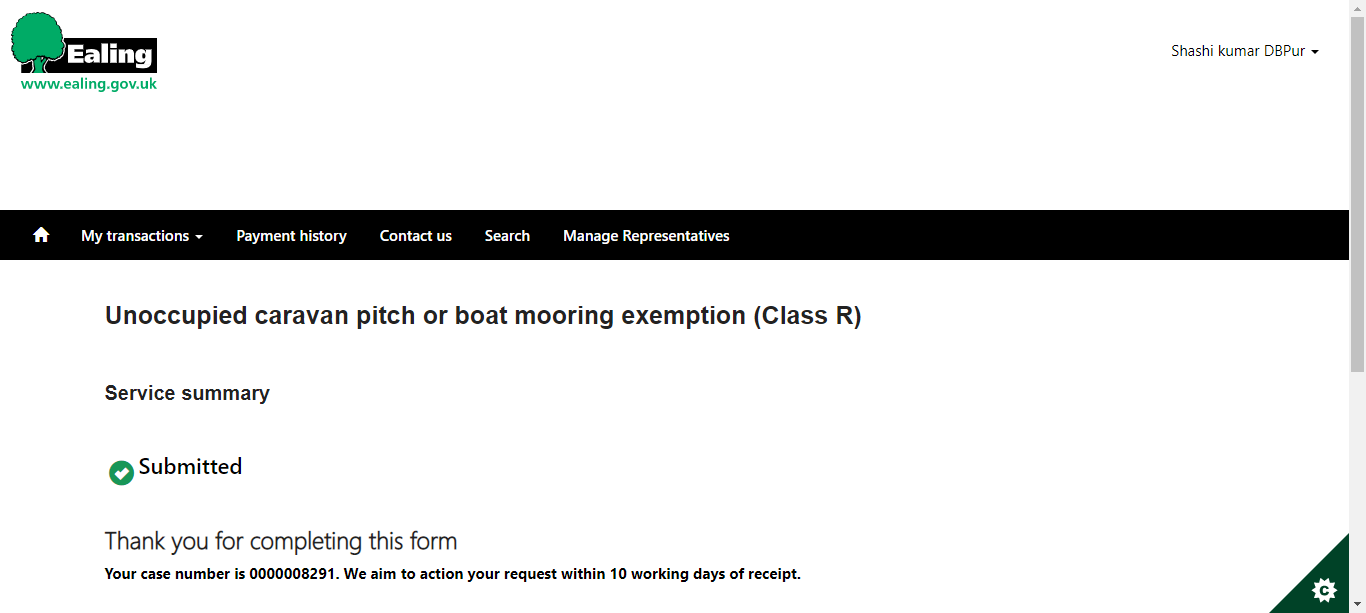 Ealing
www.ealing.gov.uk
Shashi kumar DBPur
My transactions Payment history Contact us Search Manage Representatives
Unoccupied caravan pitch or boat mooring exemption (Class R)
Service summary
Submitted
Thank you for completing this form
Your case number is 0000008291. We aim to action your request within 10 working days of receipt.
C